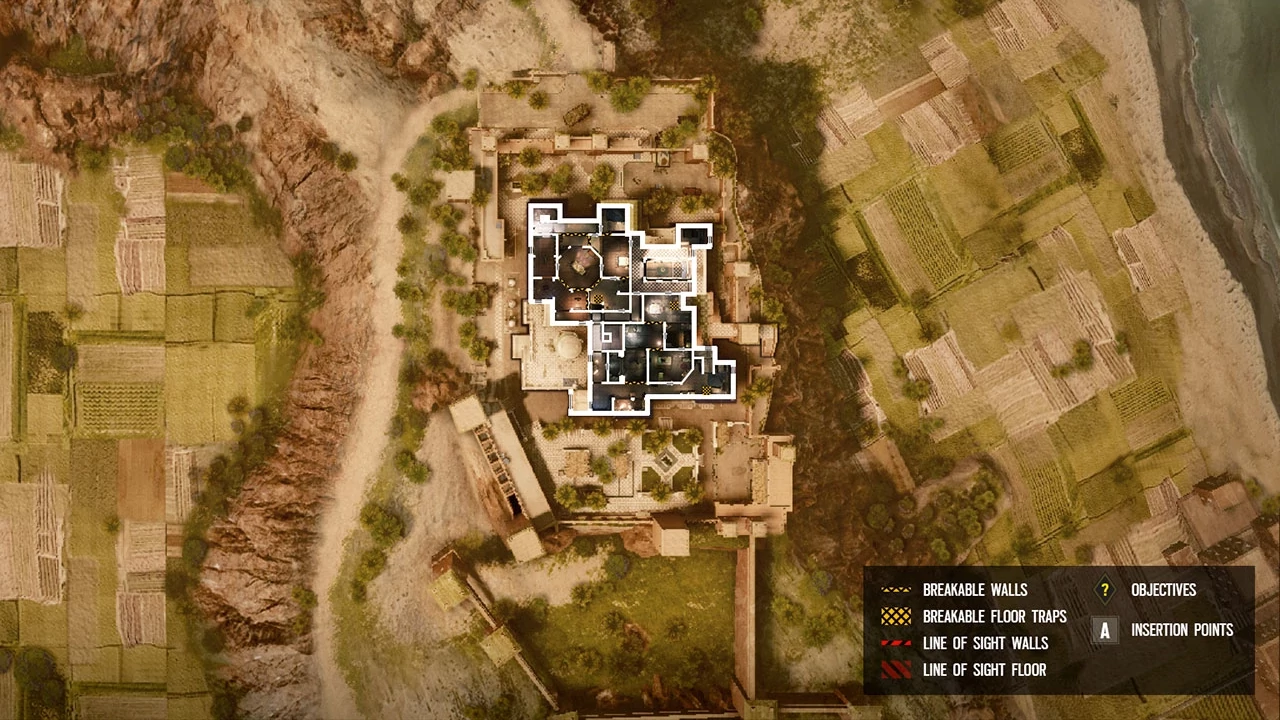 BREAKABLE WALLS
BREAKABLE FLOOR TRAPS
LINE OF SIGHT WALLS
LINE OF SIGHT FLOOR
? OBJECTIVES
A INSERTION POINTS